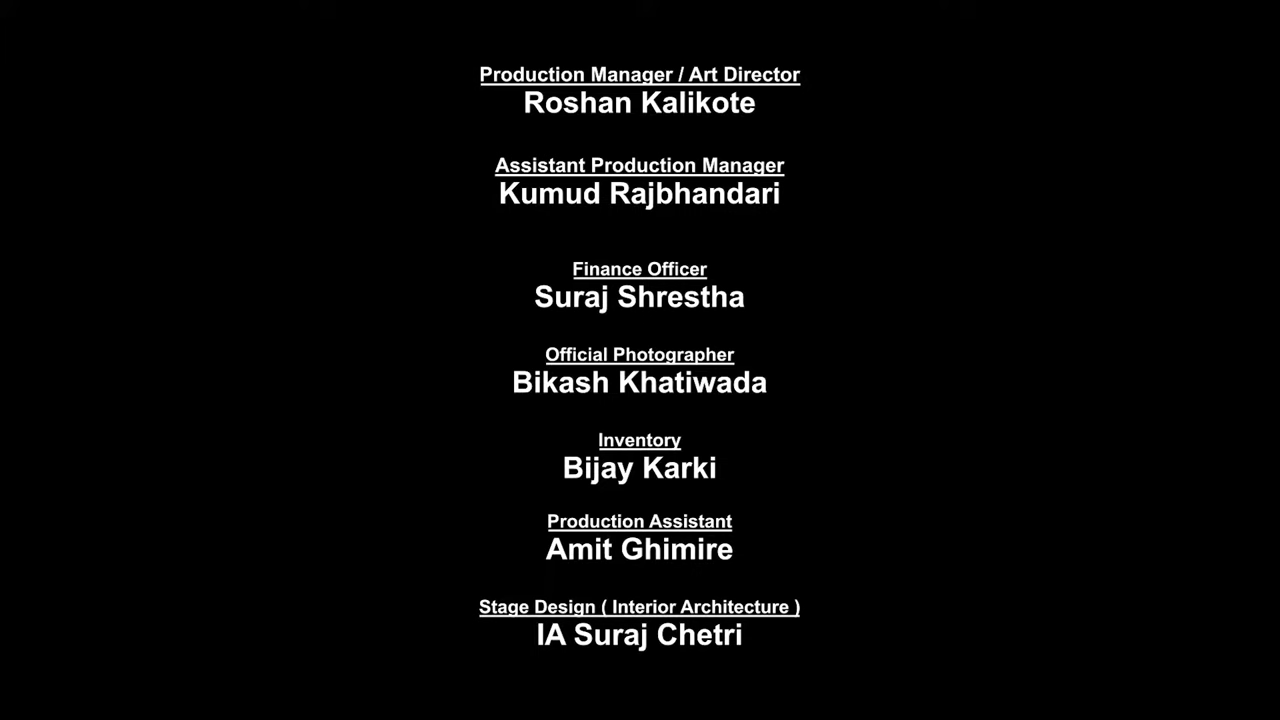 Production Manager / Art Director
Roshan Kalikote
Assistant Production Manager
Kumud Rajbhandari
Finance Officer
Suraj Shrestha
Official Photographer
Bikash Khatiwada
Inventory
Bijay Karki
Production Assistant
Amit Ghimire
Stage Design ( Interior Architecture )
IA Suraj Chetri